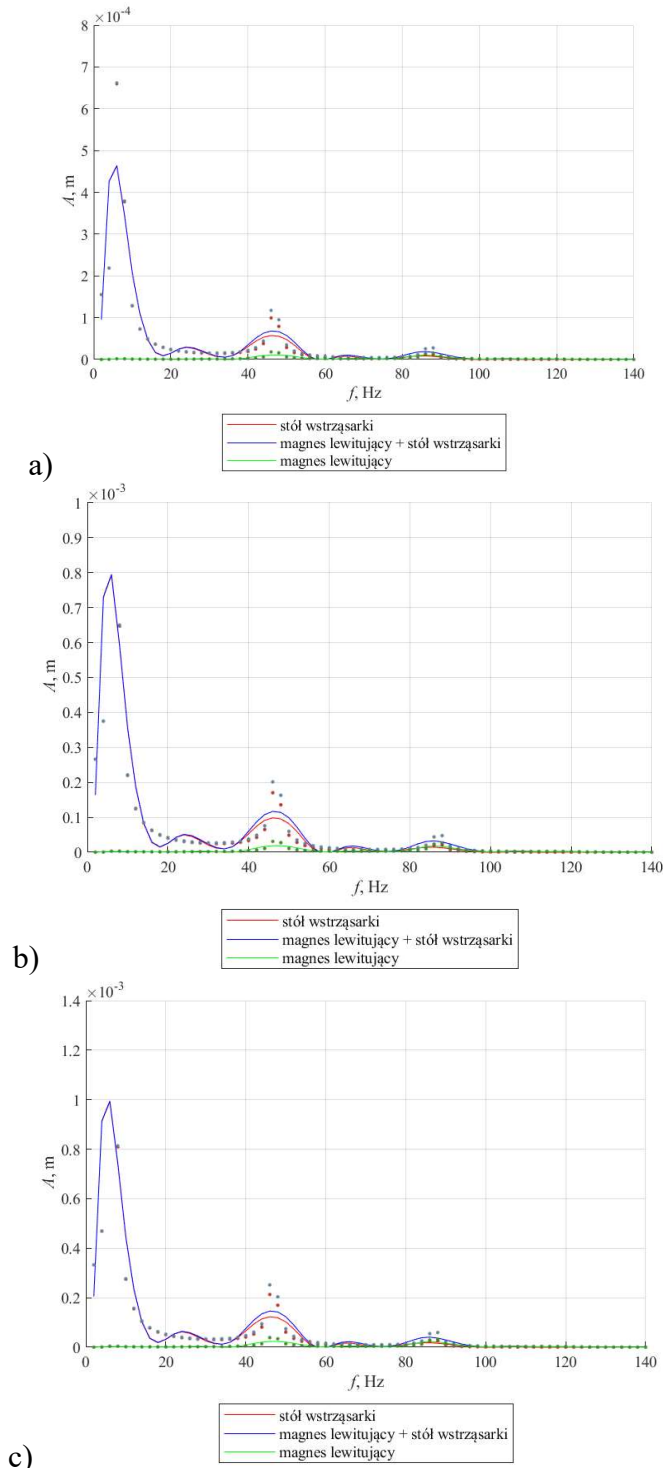 ×10⁻⁴
8
7
6
5
4
3
2
1
0
A, m
0 20 40 60 80 100 120 140
f, Hz
stół wstrząsarki
magnes lewitujący + stół wstrząsarki
magnes lewitujący
a)
×10⁻³
1
0.9
0.8
0.7
0.6
0.5
0.4
0.3
0.2
0.1
0
A, m
0 20 40 60 80 100 120 140
f, Hz
stół wstrząsarki
magnes lewitujący + stół wstrząsarki
magnes lewitujący
b)
×10⁻³
1.4
1.2
1
0.8
0.6
0.4
0.2
0
A, m
0 20 40 60 80 100 120 140
f, Hz
stół wstrząsarki
magnes lewitujący + stół wstrząsarki
magnes lewitujący
c)